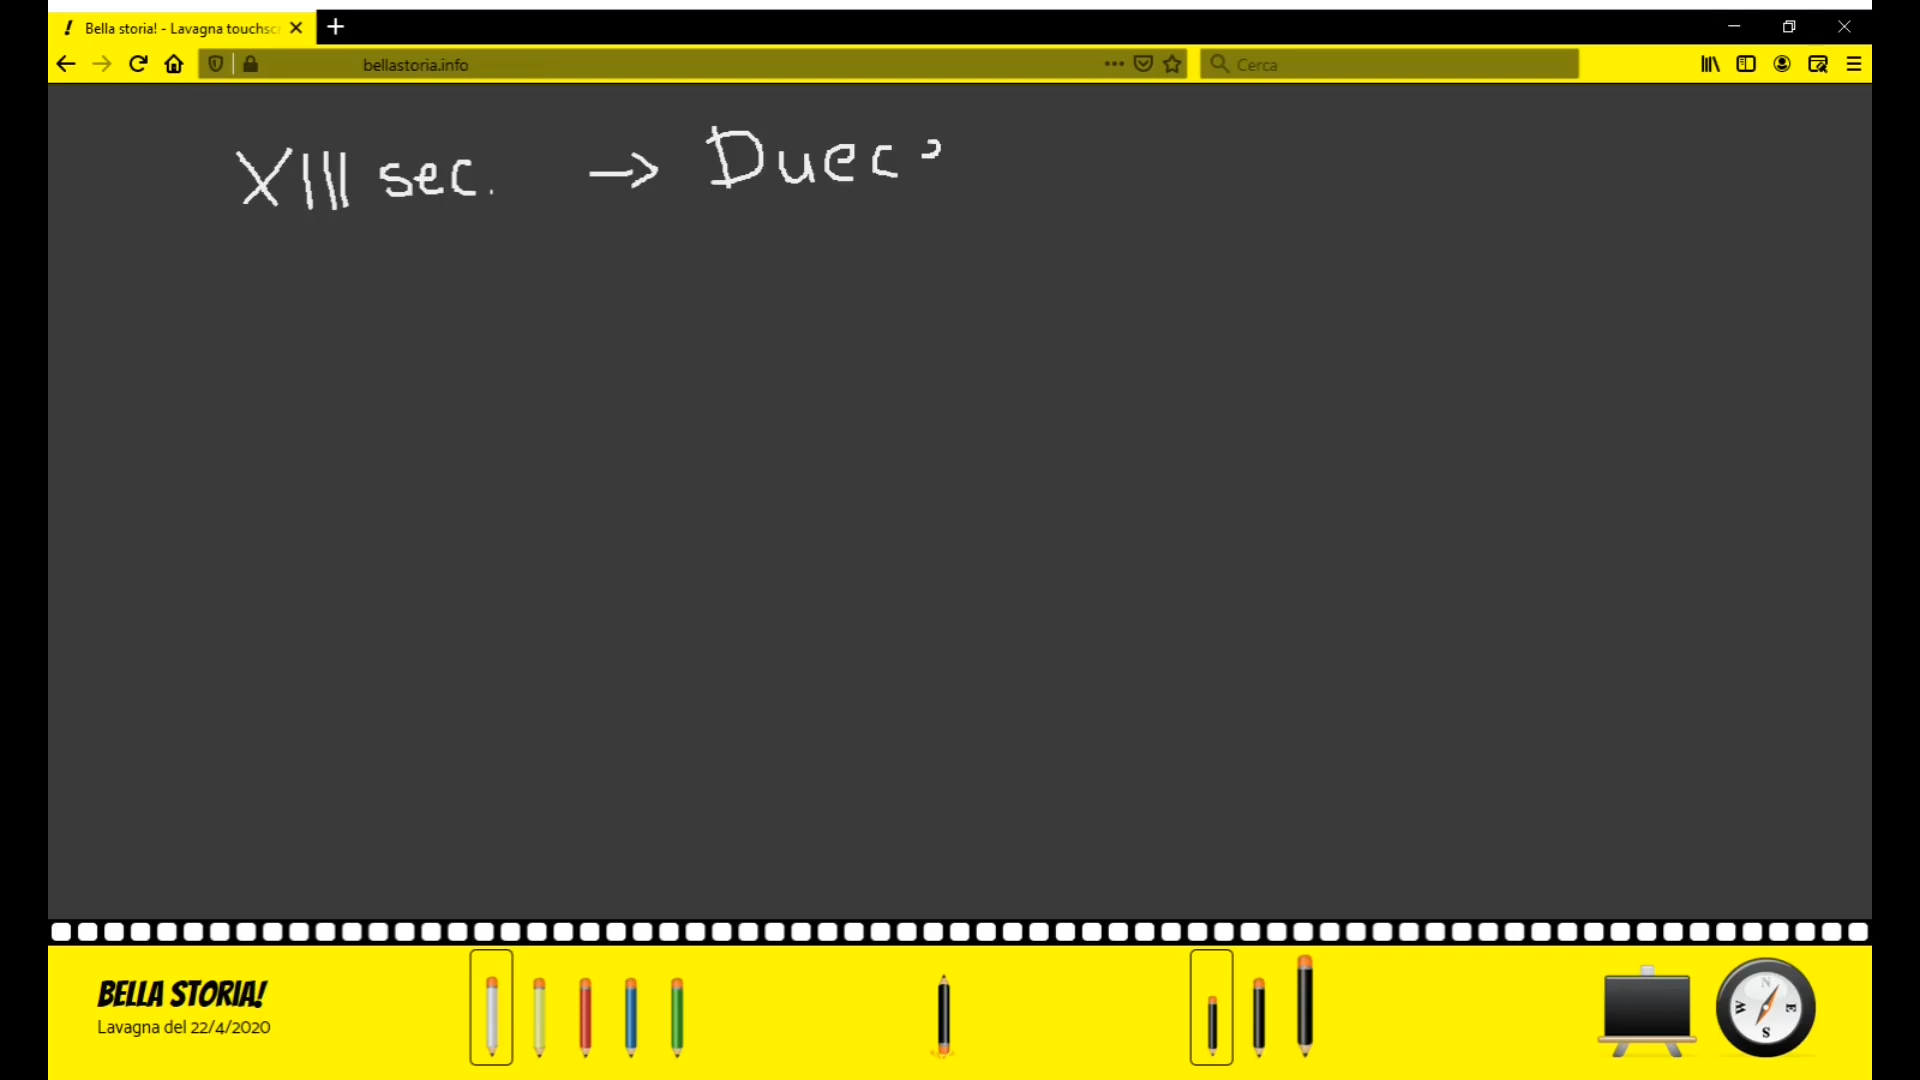 Bella storia! - Lavagna touchsc
bellastoria.info
Cerca
XIII sec. → Duec
BELLA STORIA!
Lavagna del 22/4/2020
N
W
E
S